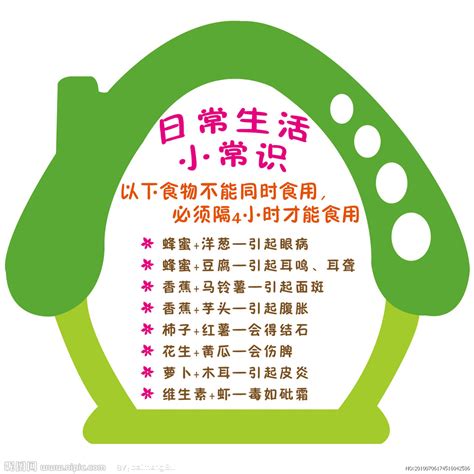 日常生活
小常识
以下食物不能同时食用，
必须隔4小时才能食用
蜂蜜+洋葱—引起眼病
蜂蜜+豆腐—引起耳鸣、耳聋
香蕉+马铃薯—引起面斑
香蕉+芋头—引起腹胀
柿子+红薯—会得结石
花生+黄瓜—会伤脾
萝卜+木耳—引起皮炎
维生素+虾—毒如砒霜
昵图网
www.nipic.com